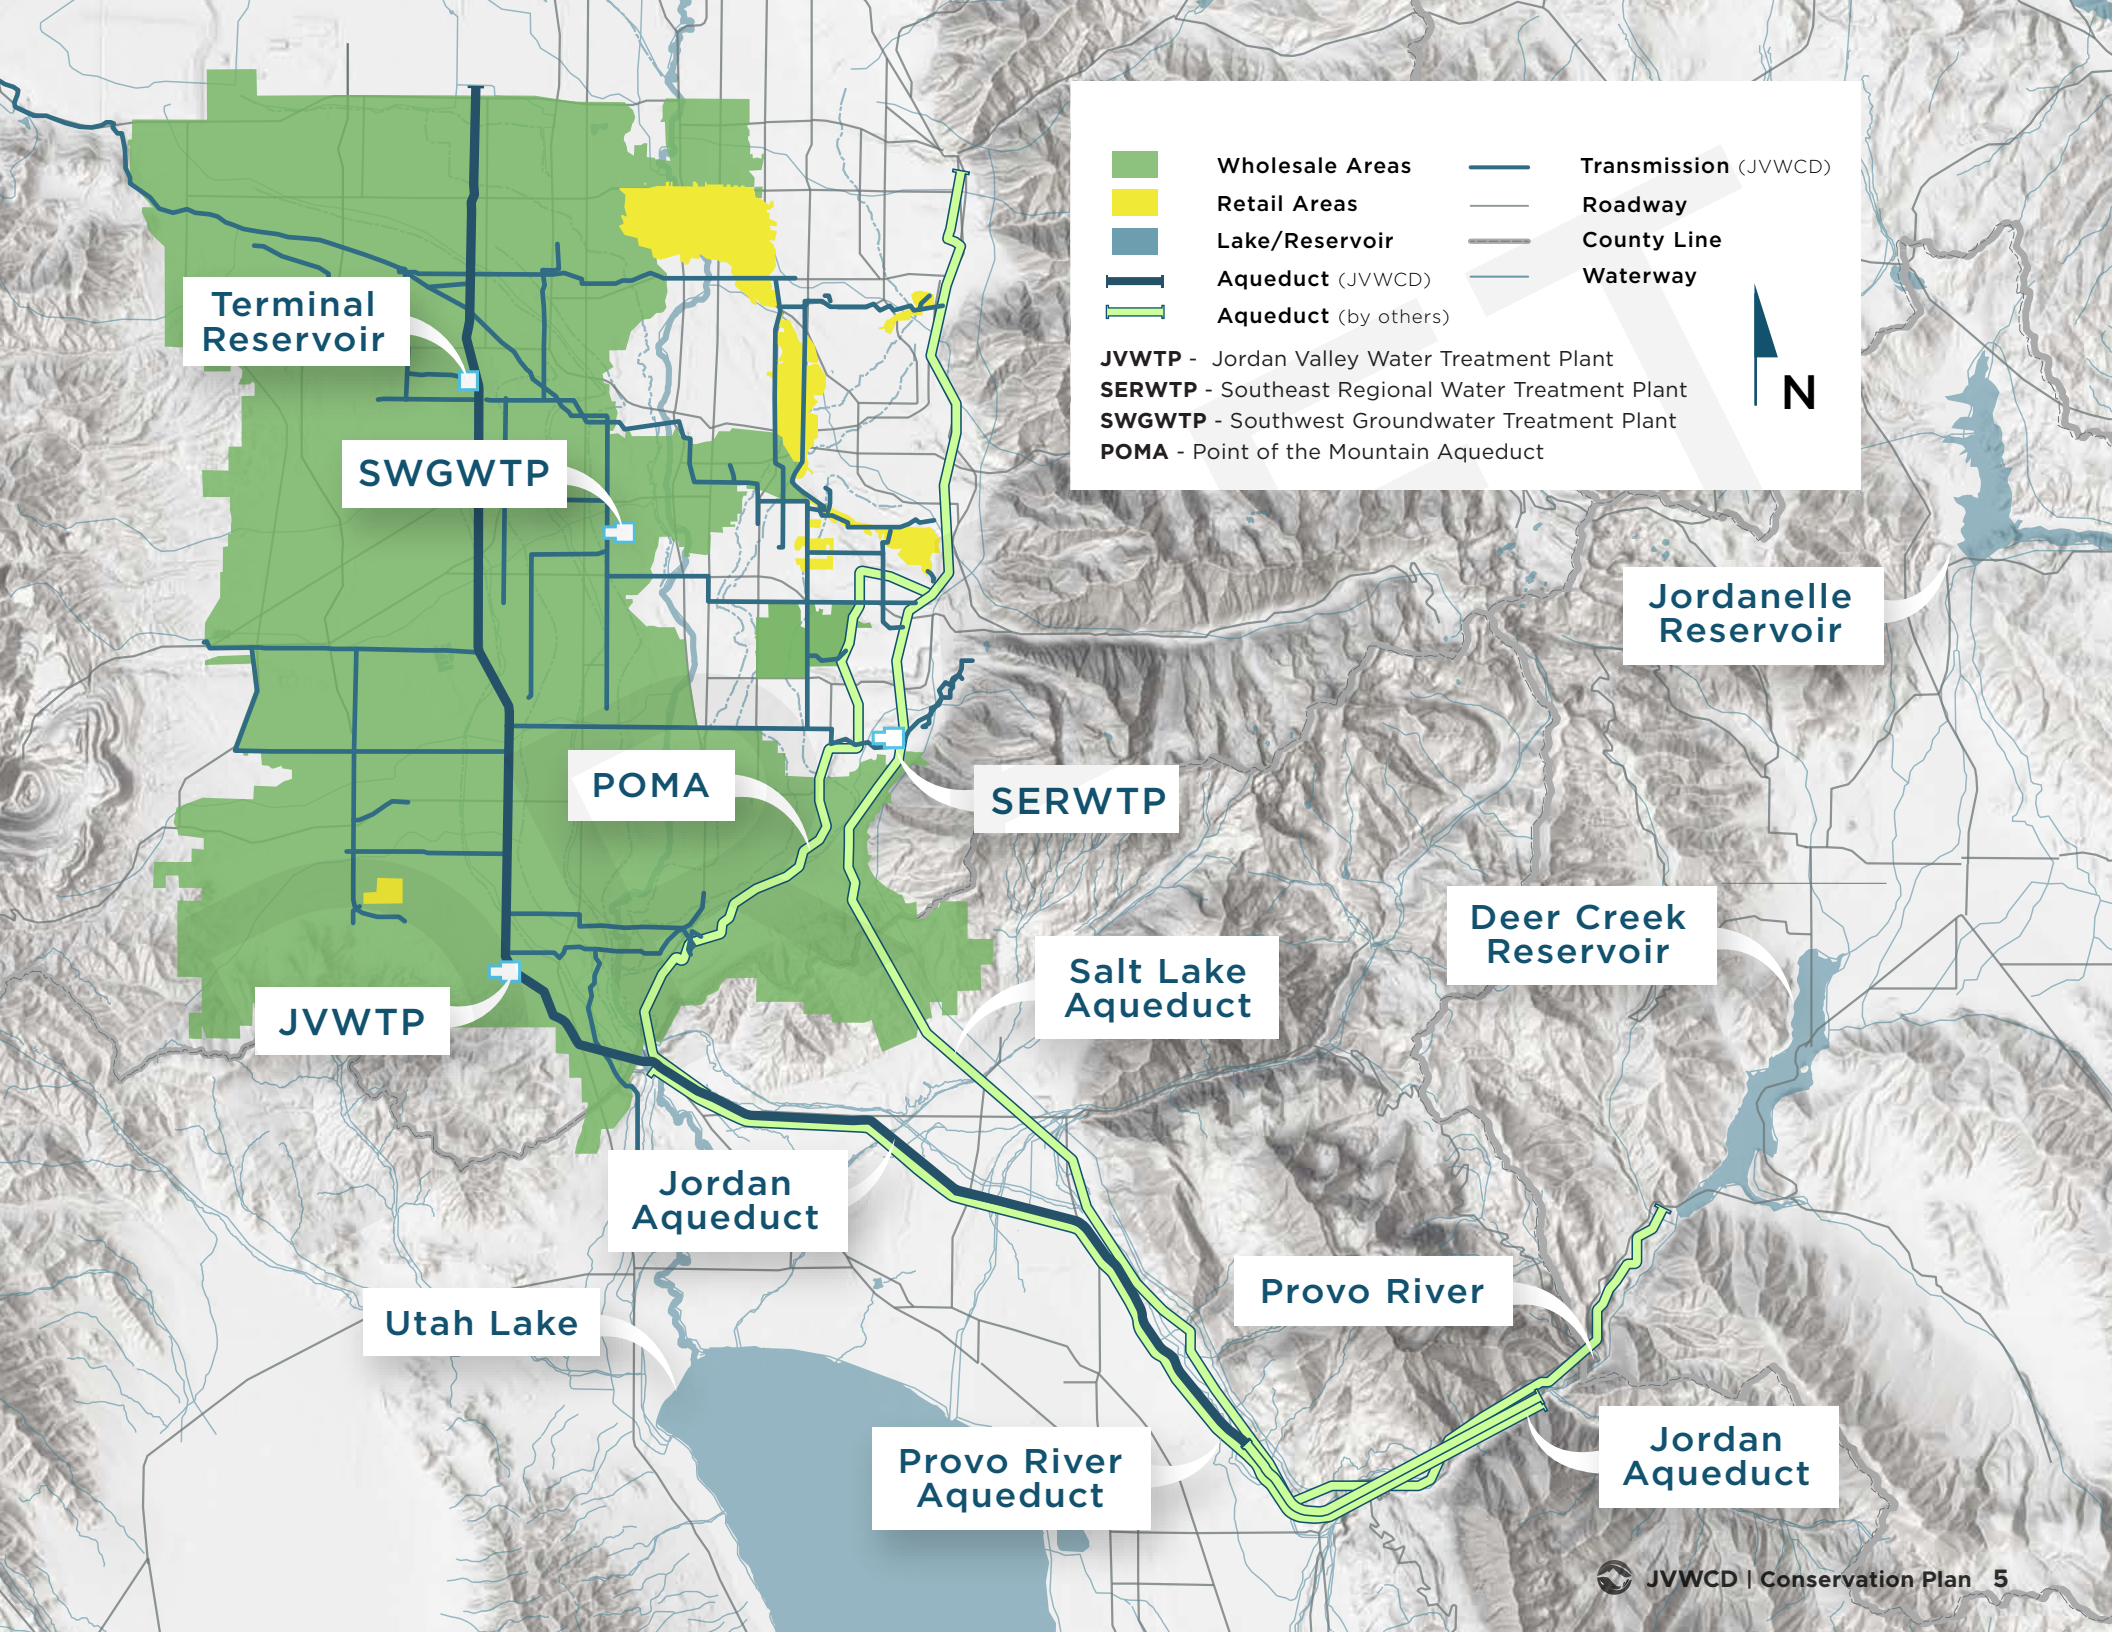 Wholesale Areas
Retail Areas
Lake/Reservoir
Aqueduct (JVWCD)
Aqueduct (by others)
Transmission (JVWCD)
Roadway
County Line
Waterway
JVWTP - Jordan Valley Water Treatment Plant
SERWTP - Southeast Regional Water Treatment Plant
SWGWTP - Southwest Groundwater Treatment Plant
POMA - Point of the Mountain Aqueduct
N
Terminal
Reservoir
SWGWTP
Jordanelle
Reservoir
POMA
SERWTP
Deer Creek
Reservoir
Salt Lake
Aqueduct
JVWTP
Jordan
Aqueduct
Provo River
Utah Lake
Provo River
Aqueduct
Jordan
Aqueduct
JVWCD | Conservation Plan 5